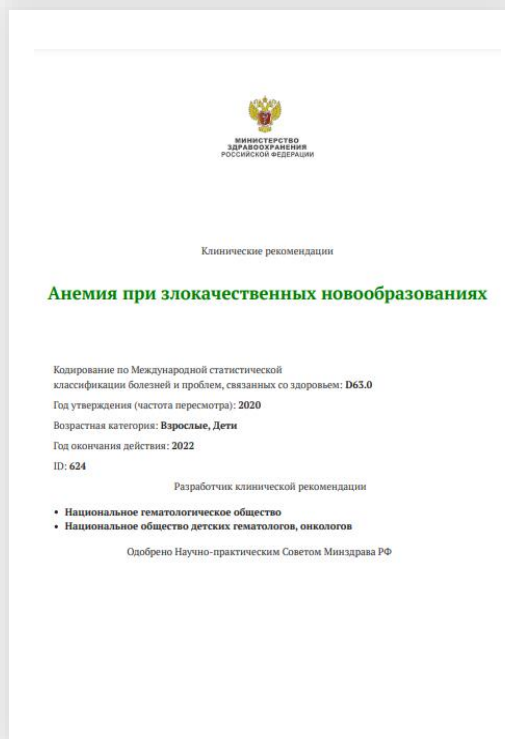 МИНИСТЕРСТВО
ЗДРАВООХРАНЕНИЯ
РОССИЙСКОЙ ФЕДЕРАЦИИ
Клинические рекомендации
Анемия при злокачественных новообразованиях
Кодирование по Международной статистической
классификации болезней и проблем, связанных со здоровьем: D63.0
Год утверждения (частота пересмотра): 2020
Возрастная категория: Взрослые, Дети
Год окончания действия: 2022
ID: 624
Разработчик клинической рекомендации
• Национальное гематологическое общество
• Национальное общество детских гематологов, онкологов
Одобрено Научно-практическим Советом Минздрава РФ